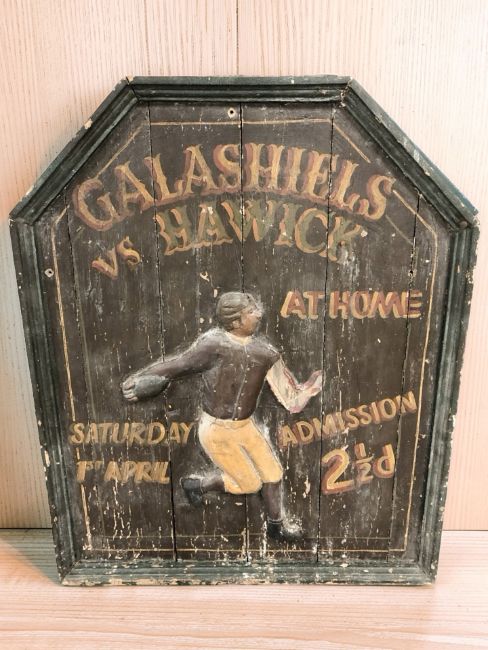 GALASHIELS
VS HAWICK
AT HOME
SATURDAY
1ST APRIL
ADMISSION
2½d